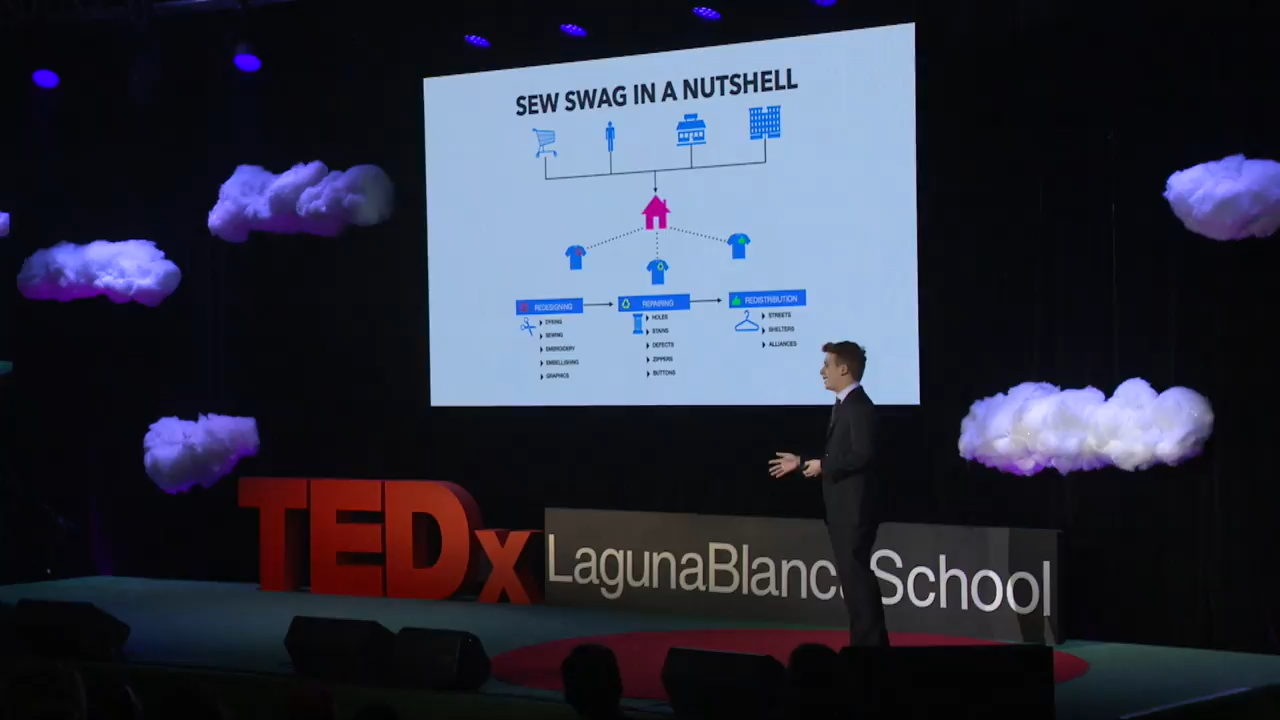 SEW SWAG IN A NUTSHELL
REDESIGNING
DYEING
SEWING
EMBROIDERY
EMBELLISHING
GRAPHICS
REPAIRING
HOLES
STAINS
DEFECTS
ZIPPERS
BUTTONS
REDISTRIBUTION
STREETS
SHELTERS
ALLIANCES
TEDx
LagunaBlanca School